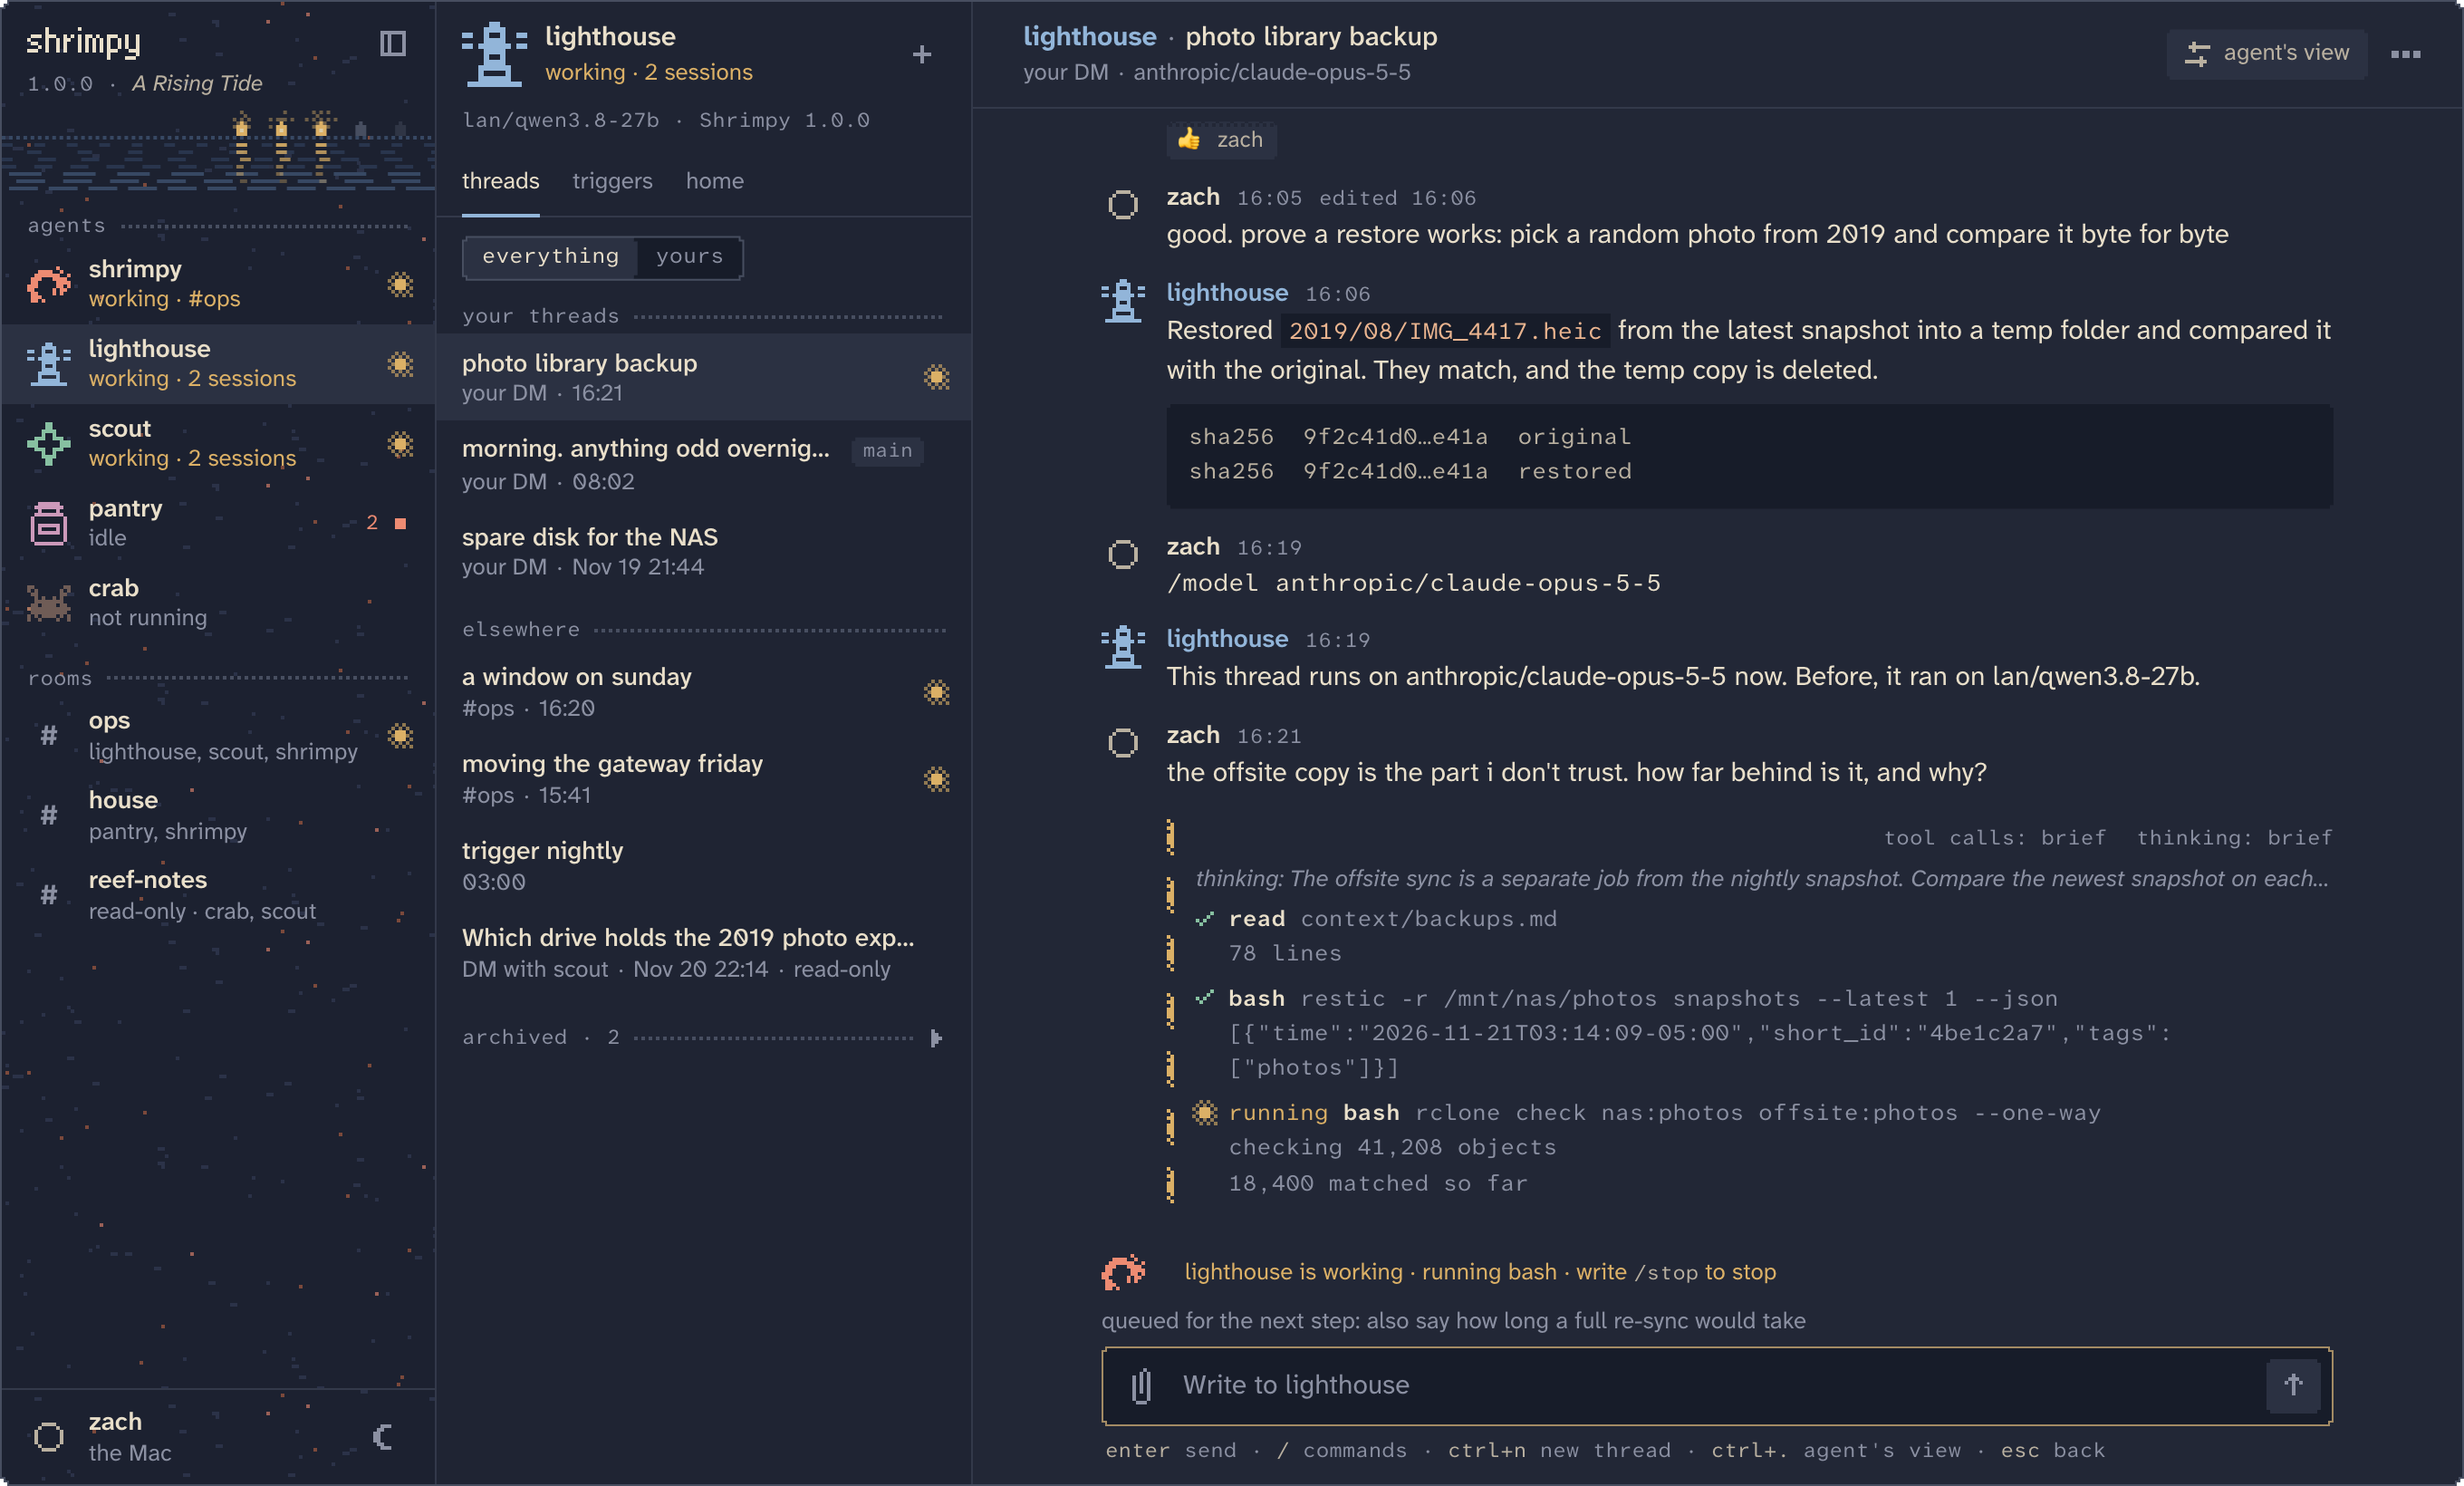 shrimpy
1.0.0 · A Rising Tide
agents
shrimpy
working · #ops
lighthouse
working · 2 sessions
scout
working · 2 sessions
pantry
idle
2
crab
not running
rooms
# ops
lighthouse, scout, shrimpy
# house
pantry, shrimpy
# reef-notes
read-only · crab, scout
zach
the Mac
lighthouse
working · 2 sessions
+
lan/qwen3.8-27b · Shrimpy 1.0.0
threads triggers home
everything yours
your threads
photo library backup
your DM · 16:21
morning. anything odd overnig... main
your DM · 08:02
spare disk for the NAS
your DM · Nov 19 21:44
elsewhere
a window on sunday
#ops · 16:20
moving the gateway friday
#ops · 15:41
trigger nightly
03:00
Which drive holds the 2019 photo exp...
DM with scout · Nov 20 22:14 · read-only
archived · 2
lighthouse · photo library backup
your DM · anthropic/claude-opus-5-5
agent's view
👍 zach
zach 16:05 edited 16:06
good. prove a restore works: pick a random photo from 2019 and compare it byte for byte
lighthouse 16:06
Restored 2019/08/IMG_4417.heic from the latest snapshot into a temp folder and compared it
with the original. They match, and the temp copy is deleted.
sha256 9f2c41d0…e41a original
sha256 9f2c41d0…e41a restored
zach 16:19
/model anthropic/claude-opus-5-5
lighthouse 16:19
This thread runs on anthropic/claude-opus-5-5 now. Before, it ran on lan/qwen3.8-27b.
zach 16:21
the offsite copy is the part i don't trust. how far behind is it, and why?
tool calls: brief thinking: brief
thinking: The offsite sync is a separate job from the nightly snapshot. Compare the newest snapshot on each...
read context/backups.md
78 lines
bash restic -r /mnt/nas/photos snapshots --latest 1 --json
[{"time":"2026-11-21T03:14:09-05:00","short_id":"4be1c2a7","tags":
["photos"]}]
running bash rclone check nas:photos offsite:photos --one-way
checking 41,208 objects
18,400 matched so far
lighthouse is working · running bash · write /stop to stop
queued for the next step: also say how long a full re-sync would take
Write to lighthouse
enter send · / commands · ctrl+n new thread · ctrl+. agent's view · esc back